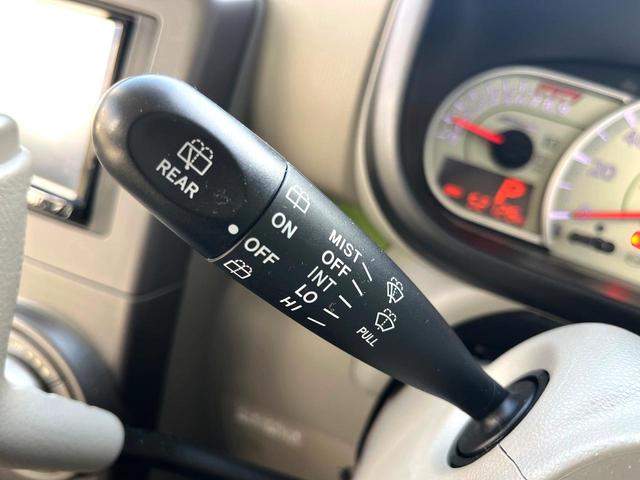 REAR
ON
OFF
MIST
OFF
INT
LO
HI
PULL
P